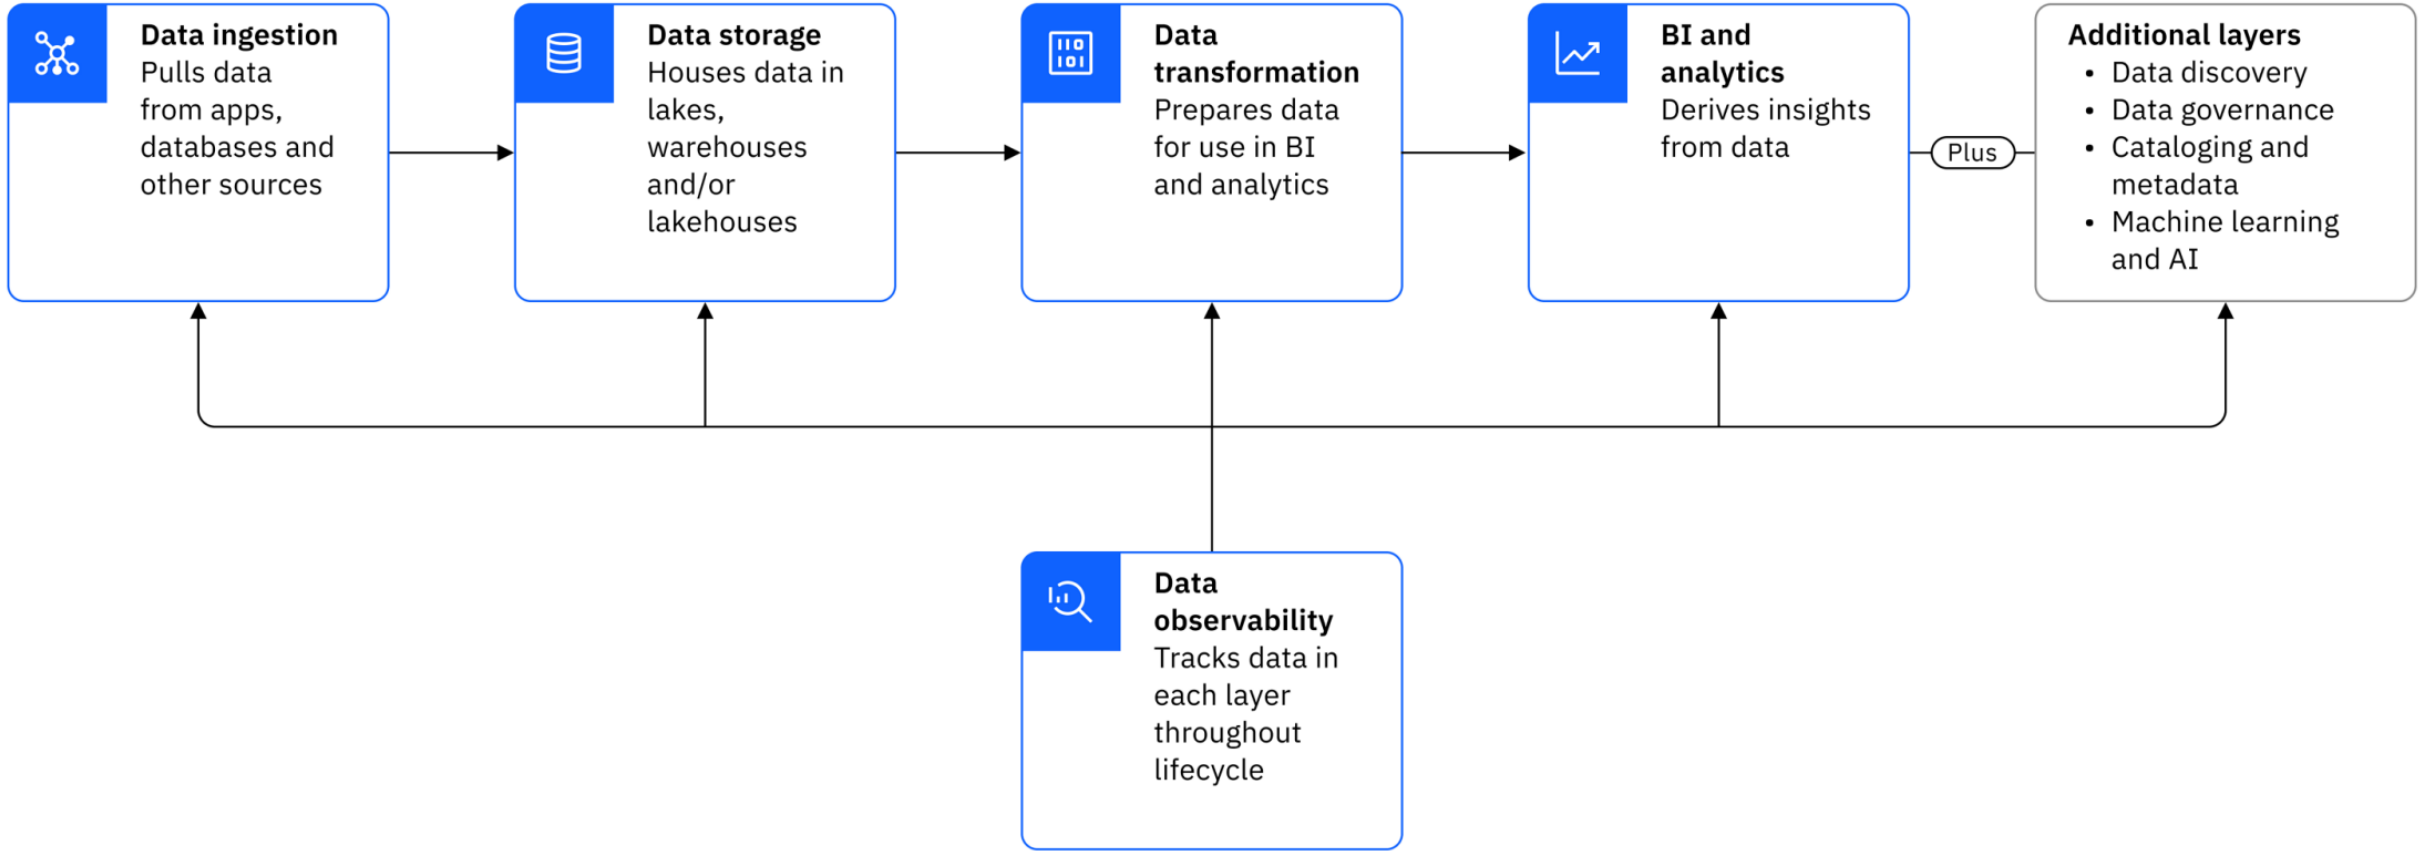 Data ingestion
Pulls data
from apps,
databases and
other sources
Data storage
Houses data in
lakes,
warehouses
and/or
lakehouses
Data
transformation
Prepares data
for use in BI
and analytics
BI and
analytics
Derives insights
from data
Plus
Additional layers
• Data discovery
• Data governance
• Cataloging and
metadata
• Machine learning
and AI
Data
observability
Tracks data in
each layer
throughout
lifecycle